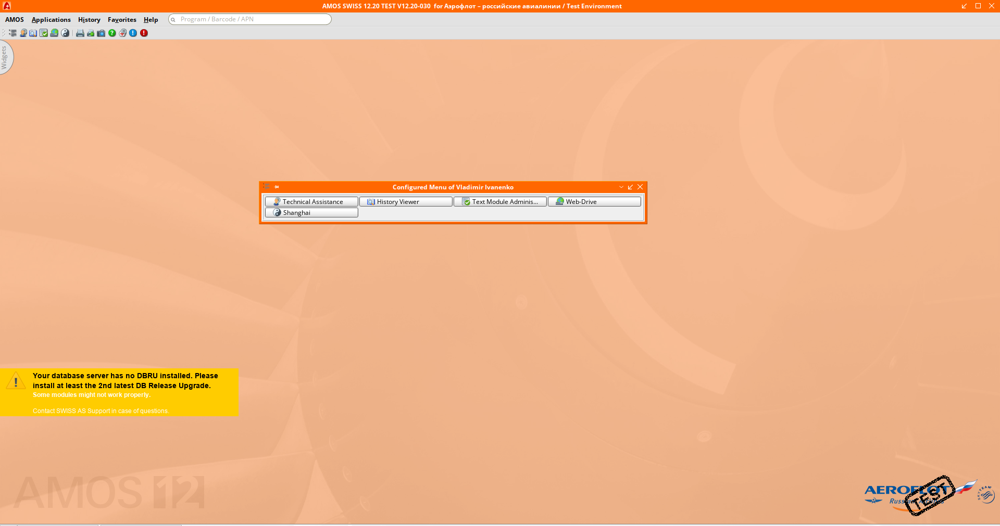 AMOS SWISS 12.20 TEST V12.20-030 for Аэрофлот – российские авиалинии / Test Environment
AMOS Applications History Favorites Help Program / Barcode / APN
Widgets
Configured Menu of Vladimir Ivanenko
Technical Assistance History Viewer Text Module Adminis... Web-Drive
Shanghai
Your database server has no DBRU installed. Please
install at least the 2nd latest DB Release Upgrade.
Some modules might not work properly.
Contact SWISS AS Support in case of questions.
AMOS 12
AEROFLOT
TEST
SKYTEAM